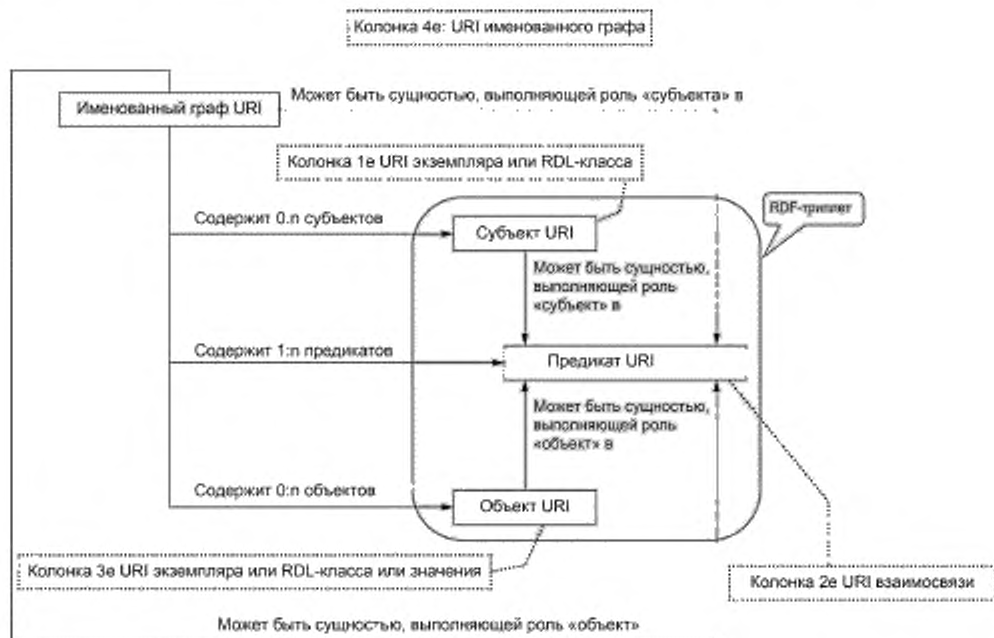 Колонка 4е: URI именованного графа
Может быть сущностью, выполняющей роль «субъекта» в
Именованный граф URI
Колонка 1е URI экземпляра или RDL-класса
RDF-триплет
Содержит 0.n субъектов
Субъект URI
Может быть сущностью,
выполняющей роль
«субъект» в
Содержит 1:n предикатов
Предикат URI
Может быть сущностью,
выполняющей роль
«объект» в
Содержит 0:n объектов
Объект URI
Колонка 3е URI экземпляра или RDL-класса или значения
Колонка 2е URI взаимосвязи
Может быть сущностью, выполняющей роль «объект»